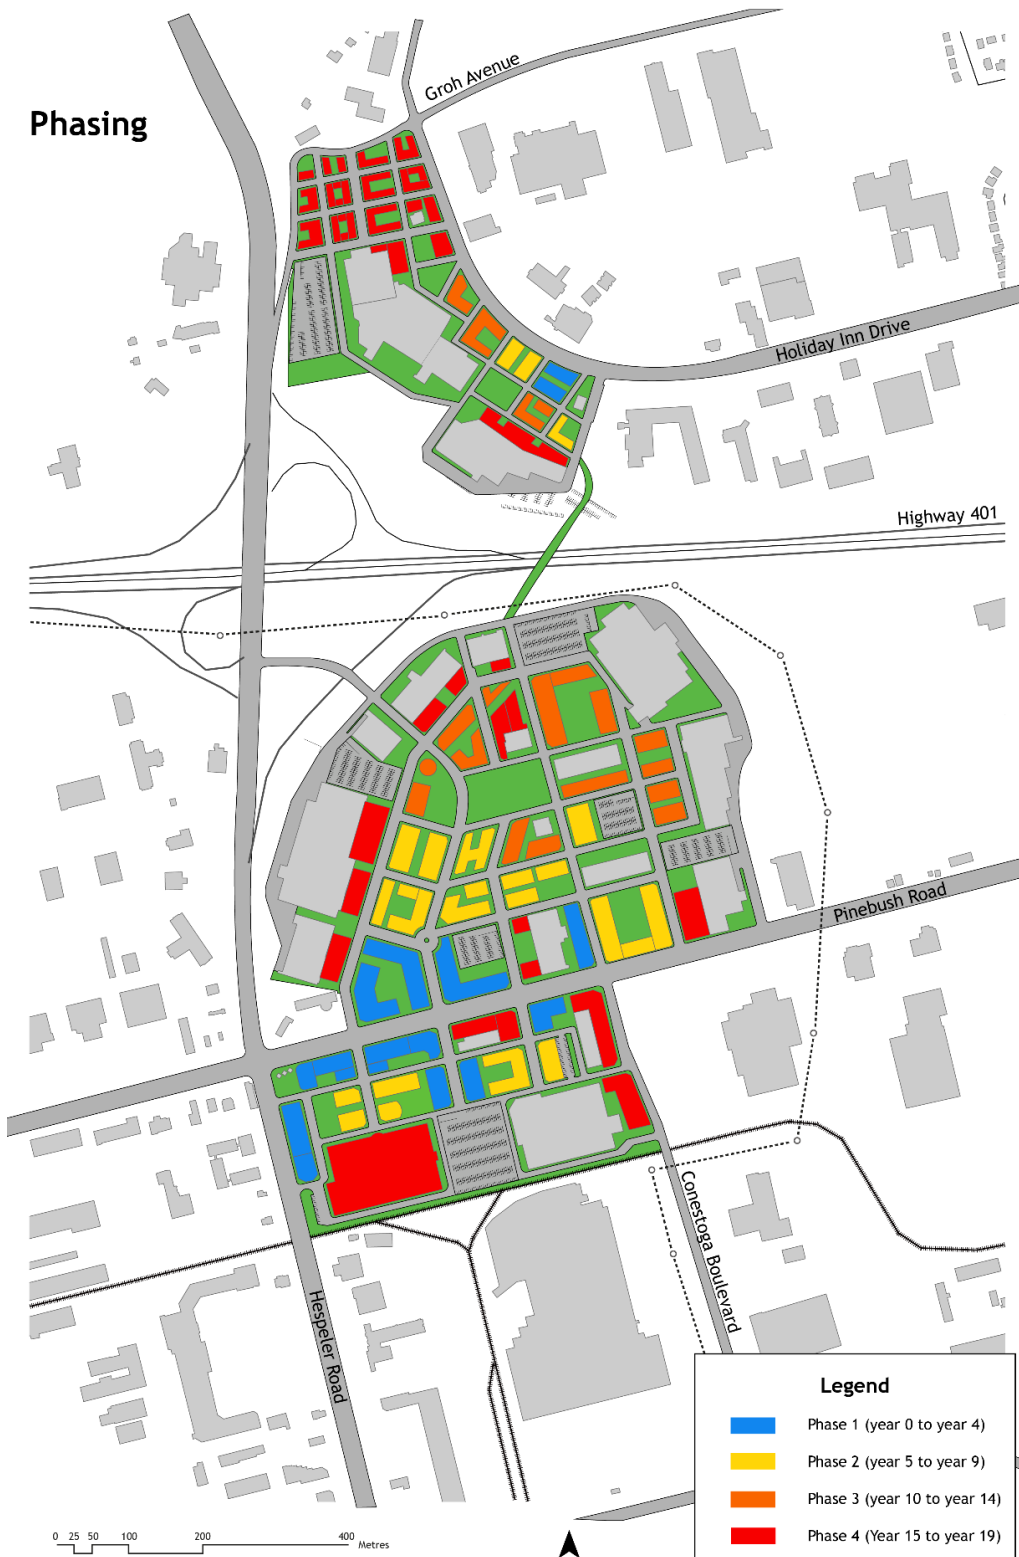 Phasing
Groh Avenue
Holiday Inn Drive
Highway 401
Pinebush Road
Conestoga Boulevard
Hespeler Road
Legend
Phase 1 (year 0 to year 4)
Phase 2 (year 5 to year 9)
Phase 3 (year 10 to year 14)
Phase 4 (Year 15 to year 19)
0 25 50 100 200 400 Metres